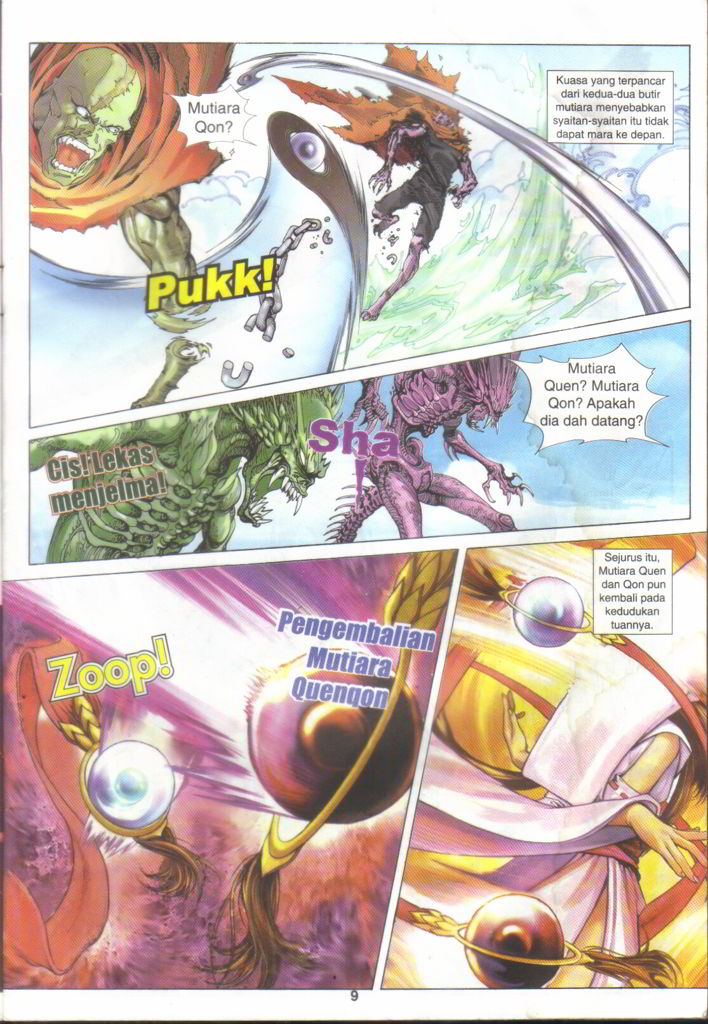 Mutiara
Qon?
Kuasa yang terpancar
dari kedua-dua butir
mutiara menyebabkan
syaitan-syaitan itu tidak
dapat mara ke depan.
Pukk!
Mutiara
Quen? Mutiara
Qon? Apakah
dia dah datang?
Sha
Cis! Lekas
menjelma!
Pengembalian
Mutiara
Quenqon
Zoop!
Sejurus itu,
Mutiara Quen
dan Qon pun
kembali pada
kedudukan
tuannya.
9